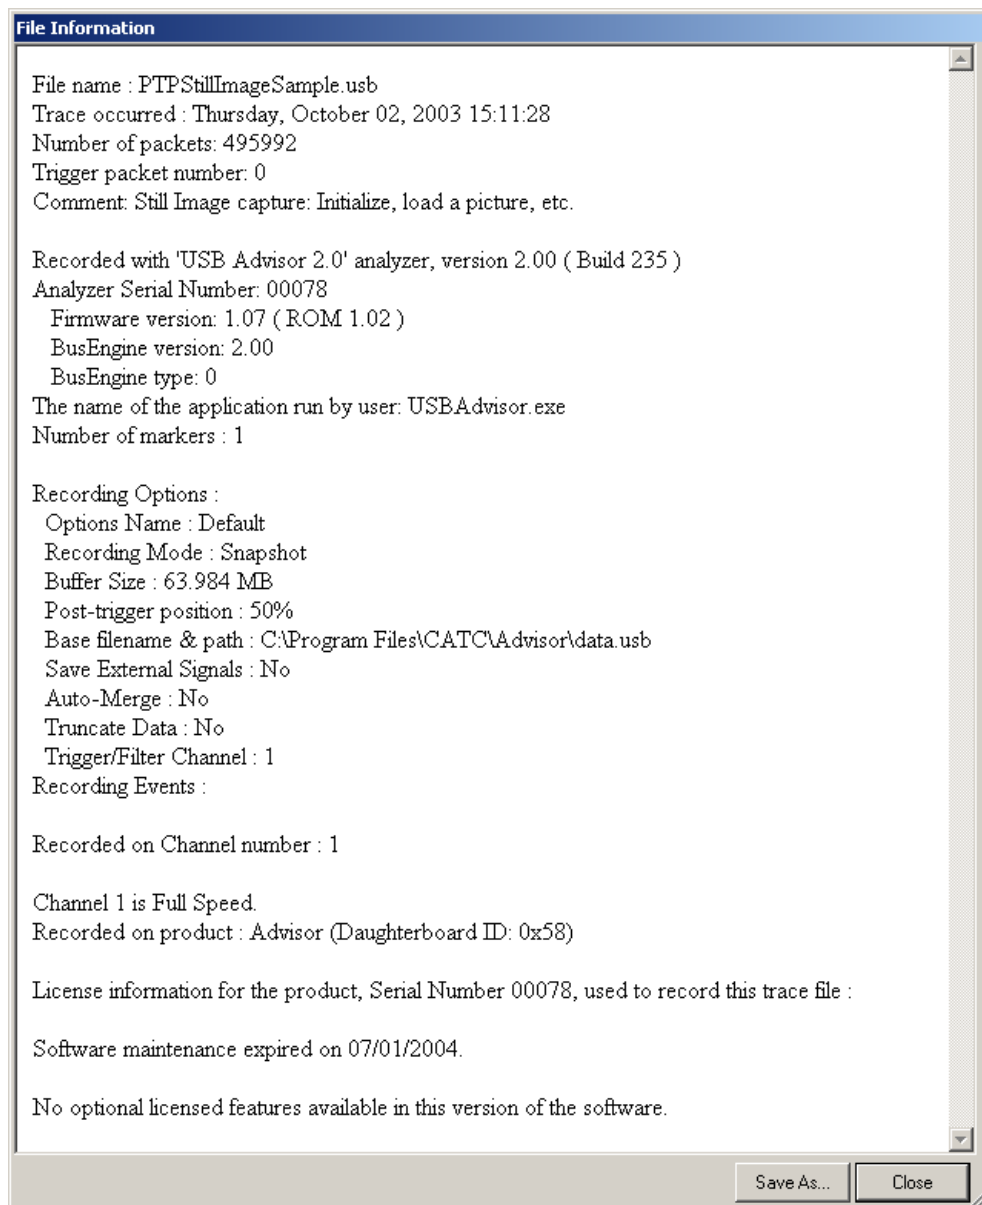 File Information
File name : PTPStillImageSample.usb
Trace occurred : Thursday, October 02, 2003 15:11:28
Number of packets: 495992
Trigger packet number: 0
Comment: Still Image capture: Initialize, load a picture, etc.
Recorded with 'USB Advisor 2.0' analyzer, version 2.00 ( Build 235 )
Analyzer Serial Number: 00078
Firmware version: 1.07 ( ROM 1.02 )
BusEngine version: 2.00
BusEngine type: 0
The name of the application run by user: USBAdvisor.exe
Number of markers : 1
Recording Options :
Options Name : Default
Recording Mode : Snapshot
Buffer Size : 63.984 MB
Post-trigger position : 50%
Base filename & path : C:\Program Files\CATC\Advisor\data.usb
Save External Signals : No
Auto-Merge : No
Truncate Data : No
Trigger/Filter Channel : 1
Recording Events :
Recorded on Channel number : 1
Channel 1 is Full Speed.
Recorded on product : Advisor (Daughterboard ID: 0x58)
License information for the product, Serial Number 00078, used to record this trace file :
Software maintenance expired on 07/01/2004.
No optional licensed features available in this version of the software.
Save As...
Close